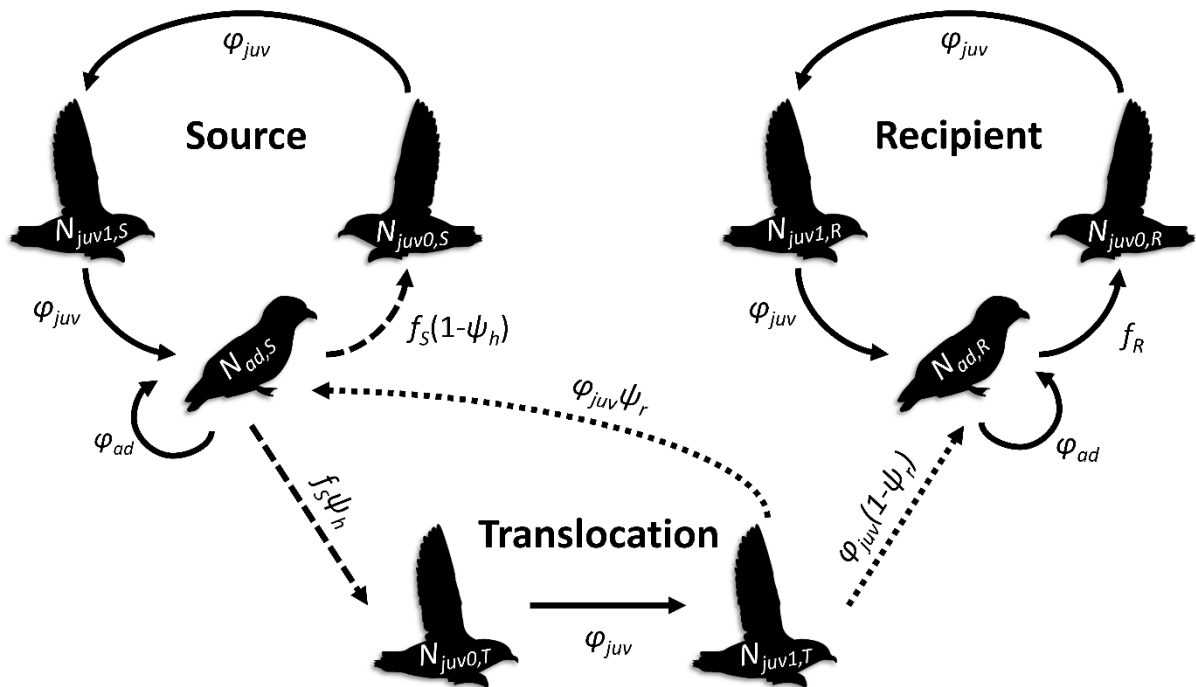 φjuv
φjuv
Source
Recipient
Njuv1,S
Njuv0,S
Njuv1,R
Njuv0,R
φjuv
fS(1-ψh)
Nad,S
φad
φjuv
fR
Nad,R
φad
φjuvψr
fSψh
φjuv(1-ψr)
Translocation
Njuv0,T
φjuv
Njuv1,T